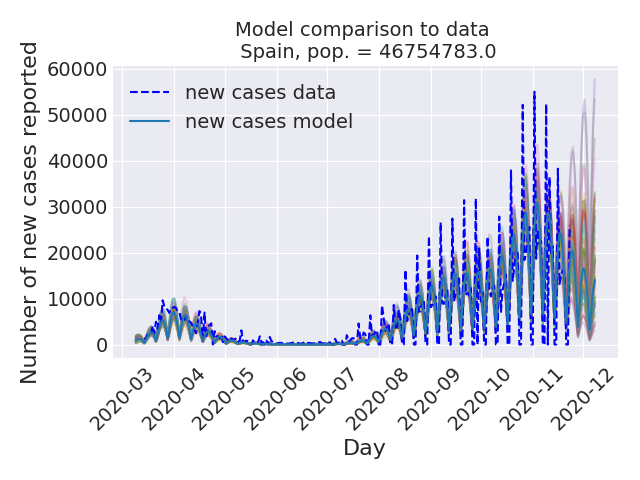 Model comparison to data
Spain, pop. = 46754783.0
new cases data
new cases model
Number of new cases reported
60000
50000
40000
30000
20000
10000
0
2020-03
2020-04
2020-05
2020-06
2020-07
2020-08
2020-09
2020-10
2020-11
2020-12
Day